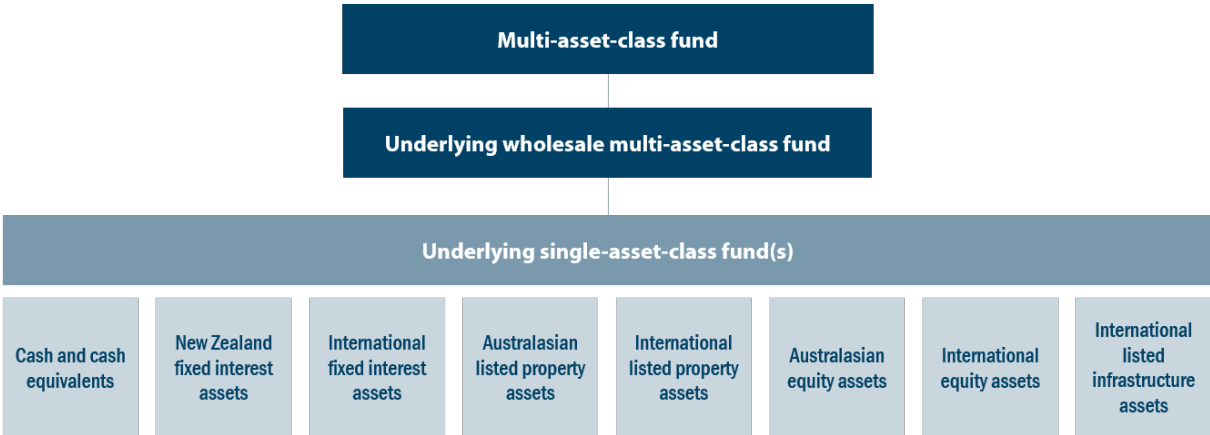 Multi-asset-class fund
Underlying wholesale multi-asset-class fund
Underlying single-asset-class fund(s)
Cash and cash
equivalents
New Zealand
fixed interest
assets
International
fixed interest
assets
Australasian
listed property
assets
International
listed property
assets
Australasian
equity assets
International
equity assets
International
listed
infrastructure
assets